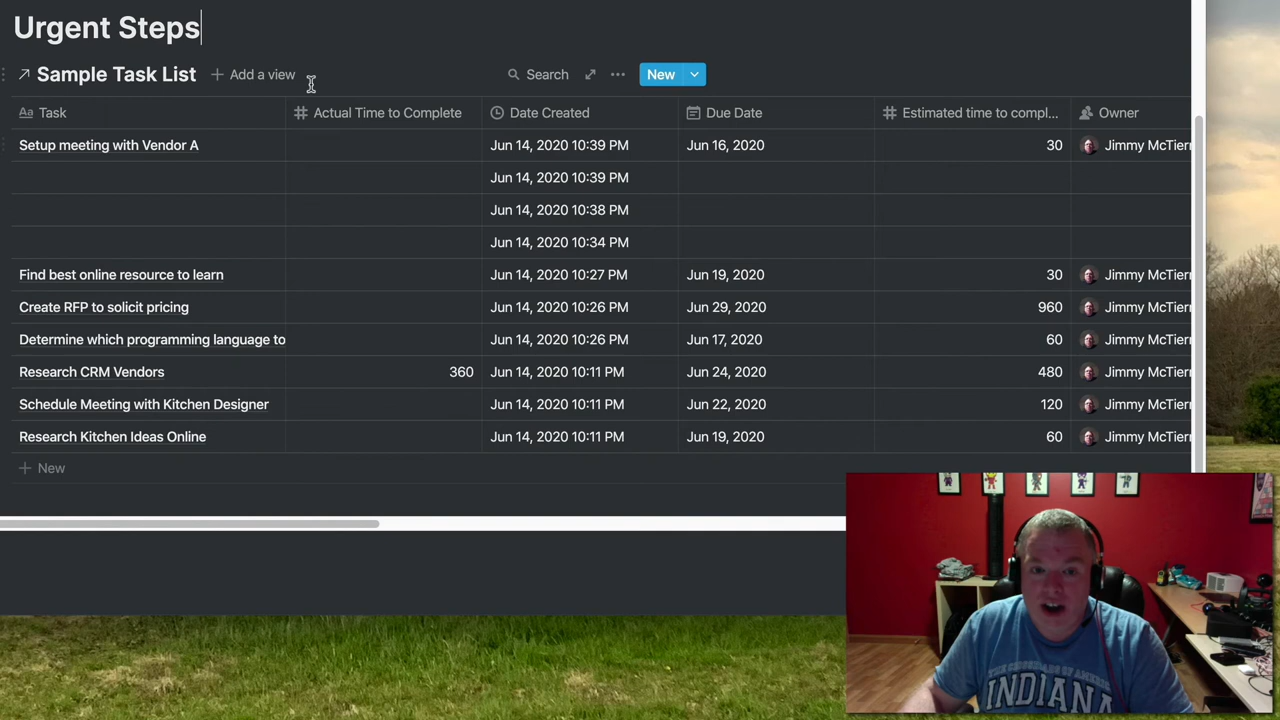 Urgent Steps
Sample Task List + Add a view Search New
Aa Task # Actual Time to Complete Date Created Due Date # Estimated time to compl... Owner
Setup meeting with Vendor A Jun 14, 2020 10:39 PM Jun 16, 2020 30 Jimmy McTiern
Jun 14, 2020 10:39 PM
Jun 14, 2020 10:38 PM
Jun 14, 2020 10:34 PM
Find best online resource to learn Jun 14, 2020 10:27 PM Jun 19, 2020 30 Jimmy McTiern
Create RFP to solicit pricing Jun 14, 2020 10:26 PM Jun 29, 2020 960 Jimmy McTiern
Determine which programming language to Jun 14, 2020 10:26 PM Jun 17, 2020 60 Jimmy McTiern
Research CRM Vendors 360 Jun 14, 2020 10:11 PM Jun 24, 2020 480 Jimmy McTiern
Schedule Meeting with Kitchen Designer Jun 14, 2020 10:11 PM Jun 22, 2020 120 Jimmy McTiern
Research Kitchen Ideas Online Jun 14, 2020 10:11 PM Jun 19, 2020 60 Jimmy McTiern
+ New
THE CROSSROADS OF AMERICA
INDIANA